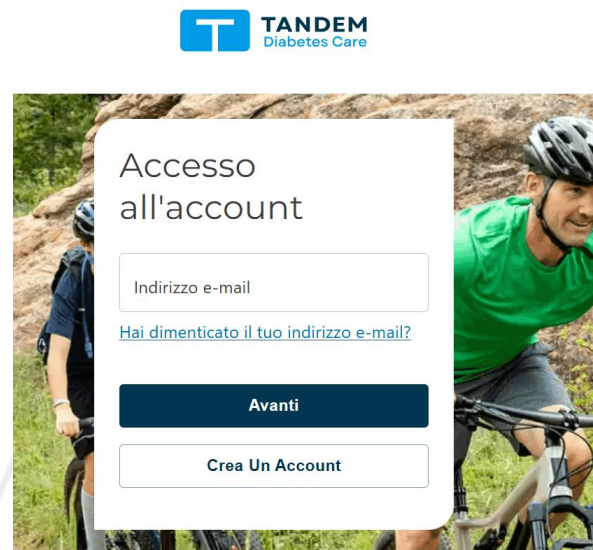 TANDEM
Diabetes Care
Accesso
all'account
Indirizzo e-mail
Hai dimenticato il tuo indirizzo e-mail?
Avanti
Crea Un Account